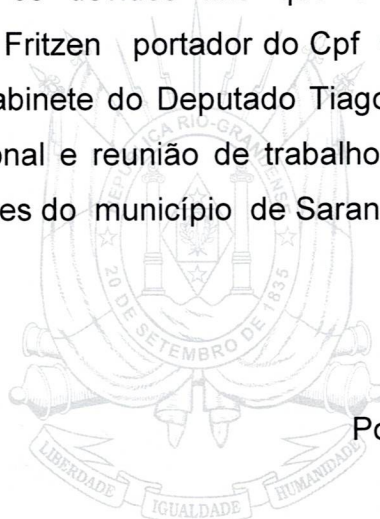 Fritzen portador do Cpf
abinete do Deputado Tiago
onal e reunião de trabalho
es do município de Saran
REPÚBLICA RIO-GRANDENSE
20 DE SETEMBRO DE 1835
LIBERDADE IGUALDADE HUMANIDADE
Po